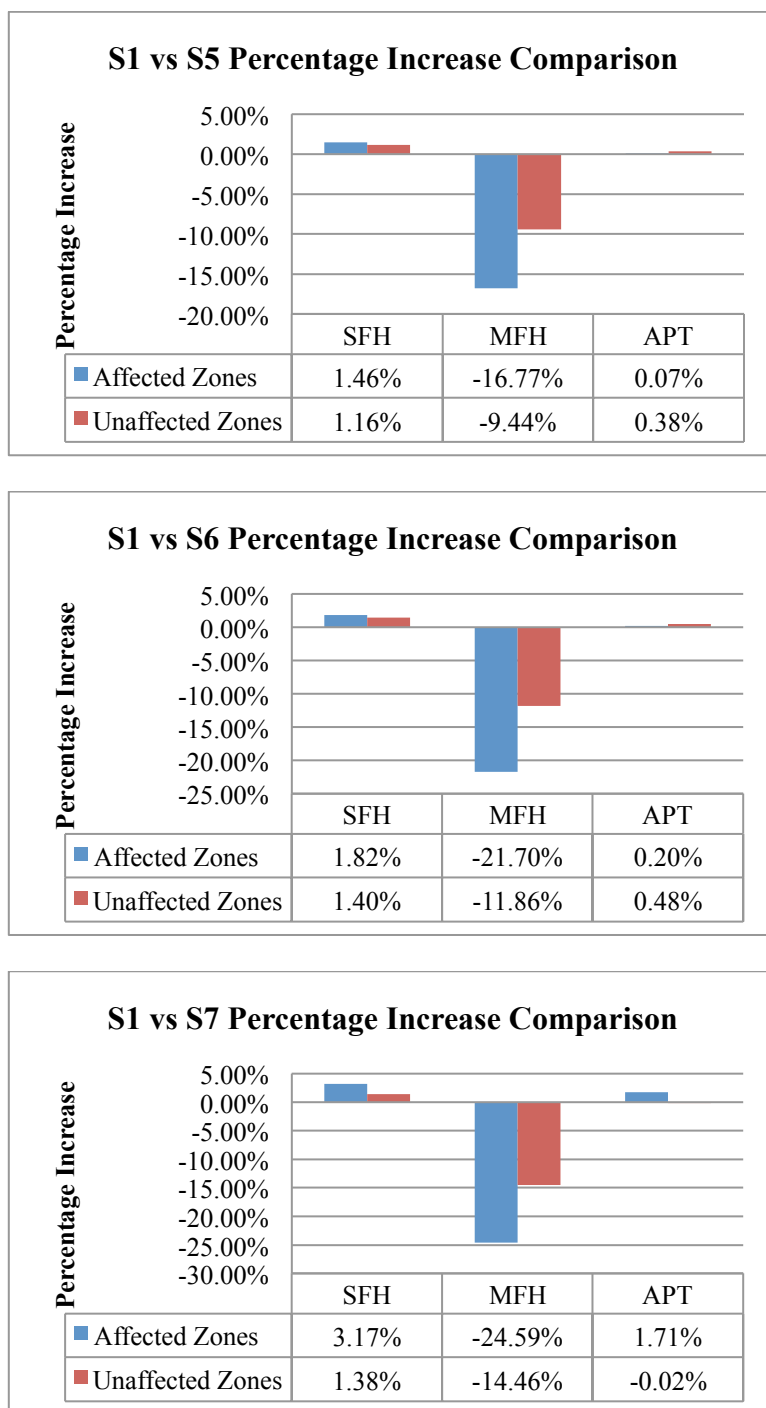 S1 vs S5 Percentage Increase Comparison
Percentage Increase
5.00%
0.00%
-5.00%
-10.00%
-15.00%
-20.00%
SFH MFH APT
Affected Zones 1.46% -16.77% 0.07%
Unaffected Zones 1.16% -9.44% 0.38%
S1 vs S6 Percentage Increase Comparison
Percentage Increase
5.00%
0.00%
-5.00%
-10.00%
-15.00%
-20.00%
-25.00%
SFH MFH APT
Affected Zones 1.82% -21.70% 0.20%
Unaffected Zones 1.40% -11.86% 0.48%
S1 vs S7 Percentage Increase Comparison
Percentage Increase
5.00%
0.00%
-5.00%
-10.00%
-15.00%
-20.00%
-25.00%
-30.00%
SFH MFH APT
Affected Zones 3.17% -24.59% 1.71%
Unaffected Zones 1.38% -14.46% -0.02%